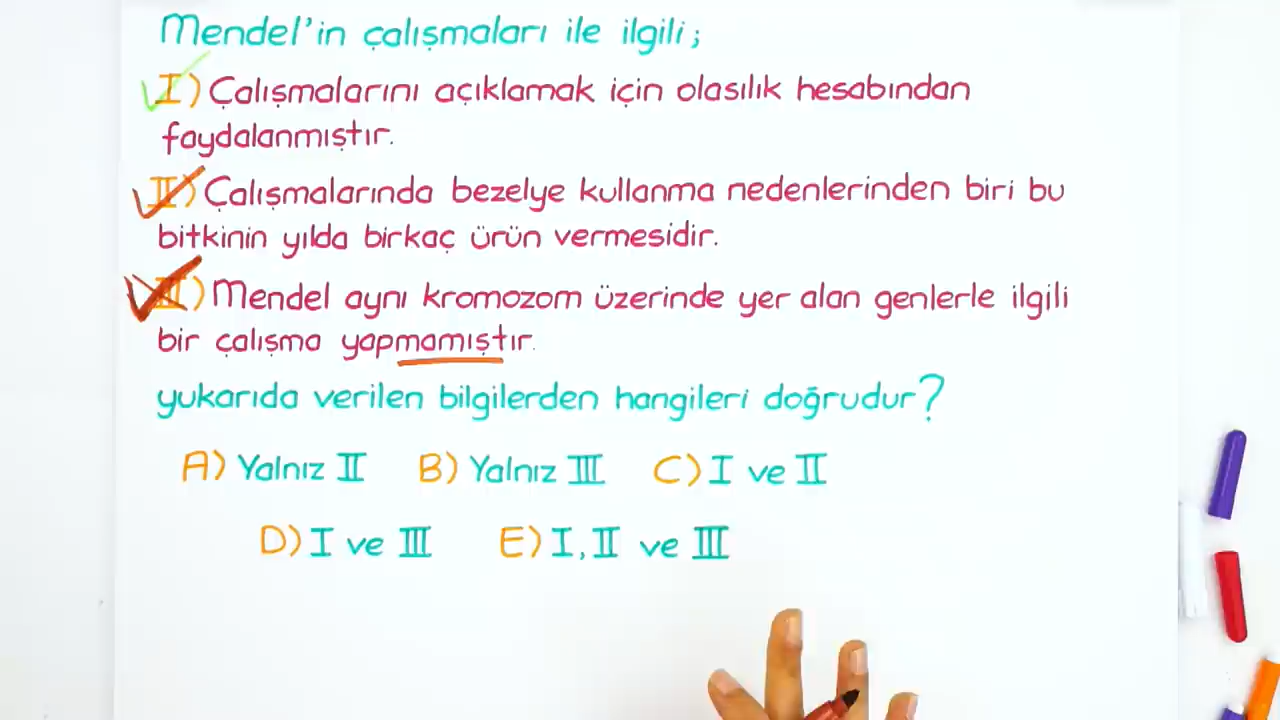 Mendel'in çalışmaları ile ilgili;
I) Çalışmalarını açıklamak için olasılık hesabından
faydalanmıştır.
II) Çalışmalarında bezelye kullanma nedenlerinden biri bu
bitkinin yılda birkaç ürün vermesidir.
III) Mendel aynı kromozom üzerinde yer alan genlerle ilgili
bir çalışma yapmamıştır.
yukarıda verilen bilgilerden hangileri doğrudur?
A) Yalnız II B) Yalnız III C) I ve II
D) I ve III E) I, II ve III